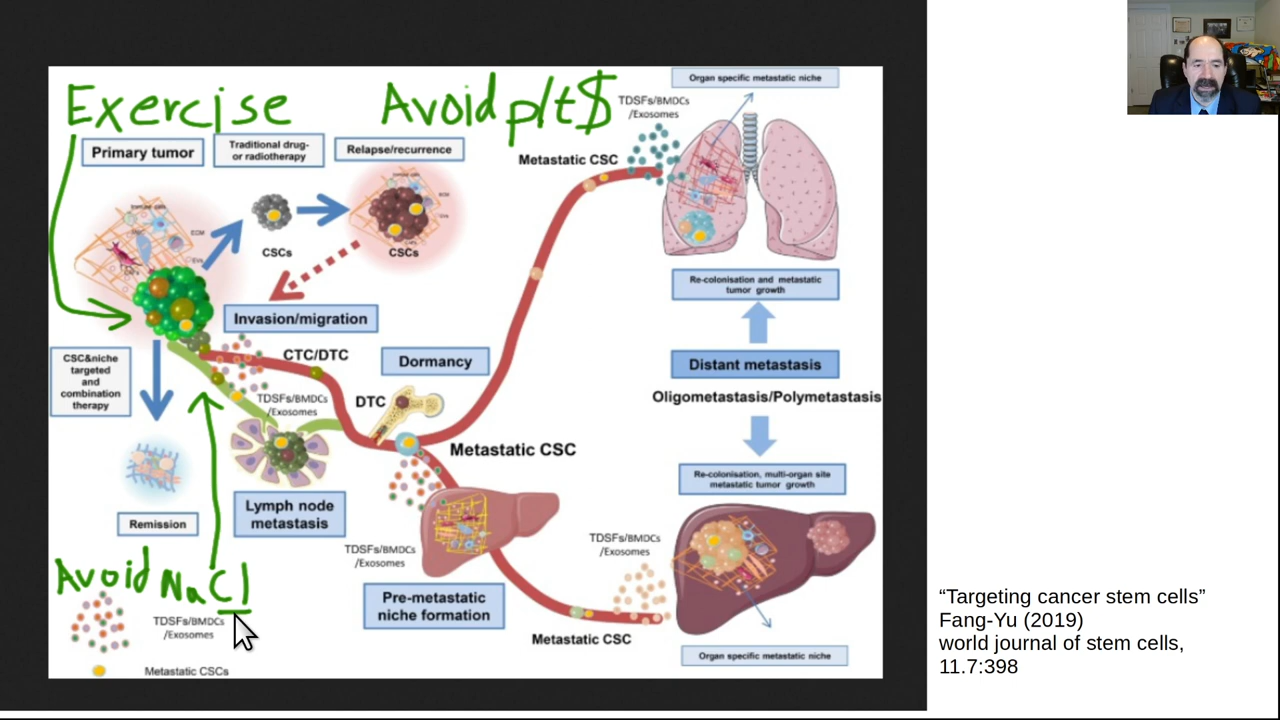 Exercise
Avoid plt$
Primary tumor
Traditional drug-
or radiotherapy
Relapse/recurrence
CSCs
CSCs
Invasion/migration
CSC&niche
targeted
and
combination
therapy
CTC/DTC
Dormancy
TDSFs/BMDCs
/Exosomes
DTC
Metastatic CSC
Lymph node
metastasis
Remission
Avoid NaCl
TDSFs/BMDCs
/Exosomes
Metastatic CSCs
TDSFs/BMDCs
/Exosomes
Pre-metastatic
niche formation
Metastatic CSC
TDSFs/BMDCs
/Exosomes
Organ specific metastatic niche
Re-colonisation and metastatic
tumor growth
Distant metastasis
Oligometastasis/Polymetastasis
Re-colonisation, multi-organ site
metastatic tumor growth
TDSFs/BMDCs
/Exosomes
Metastatic CSC
Organ specific metastatic niche
“Targeting cancer stem cells”
Fang-Yu (2019)
world journal of stem cells,
11.7:398